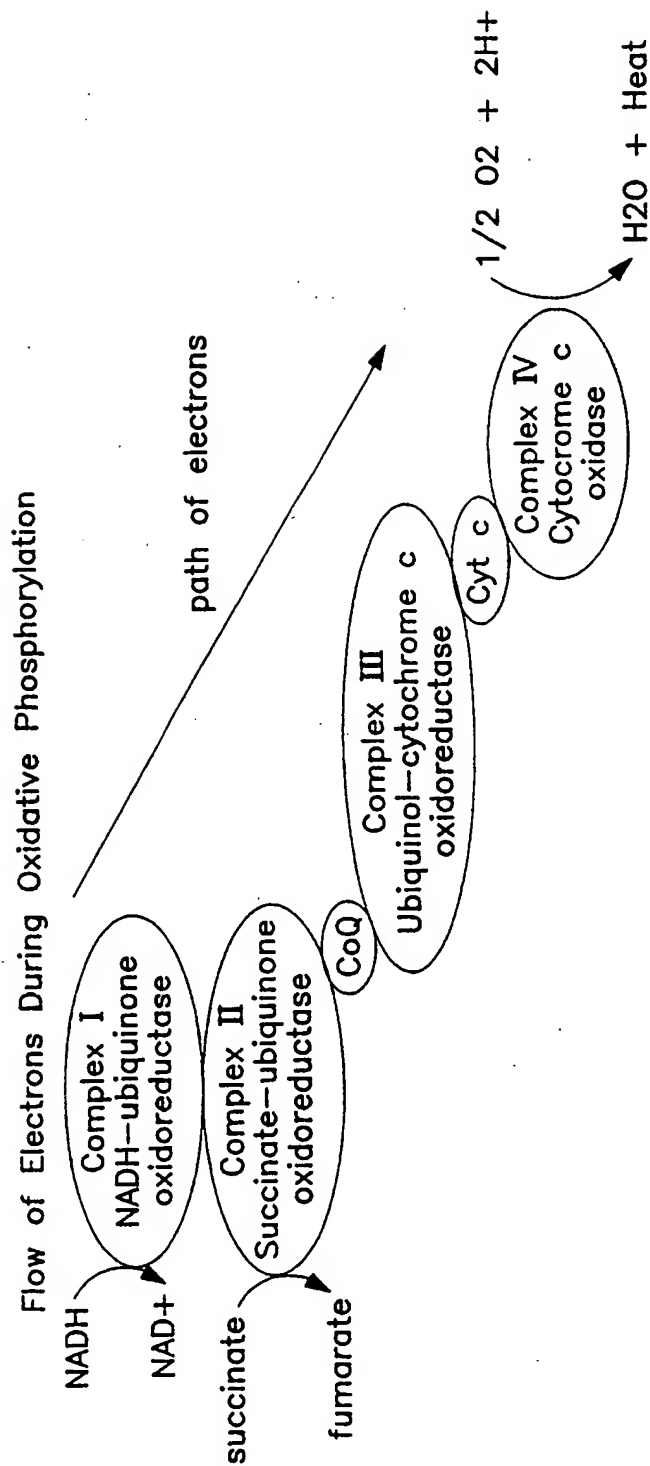 Flow of Electrons During Oxidative Phosphorylation
path of electrons
NADH
NAD+
Complex I
NADH-ubiquinone
oxidoreductase
succinate
fumarate
Complex II
Succinate-ubiquinone
oxidoreductase
CoQ
Complex III
Ubiquinol-cytochrome c
oxidoreductase
Cyt c
Complex IV
Cytocrome c
oxidase
1/2 O2 + 2H+
H2O + Heat